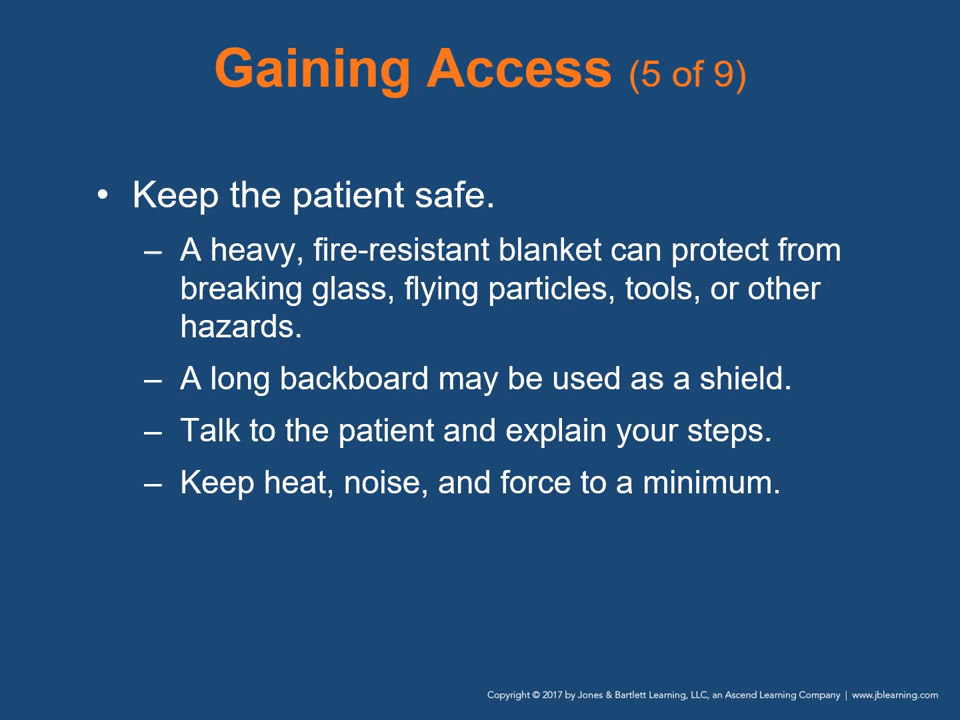 Gaining Access (5 of 9)
• Keep the patient safe.
– A heavy, fire-resistant blanket can protect from
breaking glass, flying particles, tools, or other
hazards.
– A long backboard may be used as a shield.
– Talk to the patient and explain your steps.
– Keep heat, noise, and force to a minimum.
Copyright © 2017 by Jones & Bartlett Learning, LLC, an Ascend Learning Company | www.jblearning.com